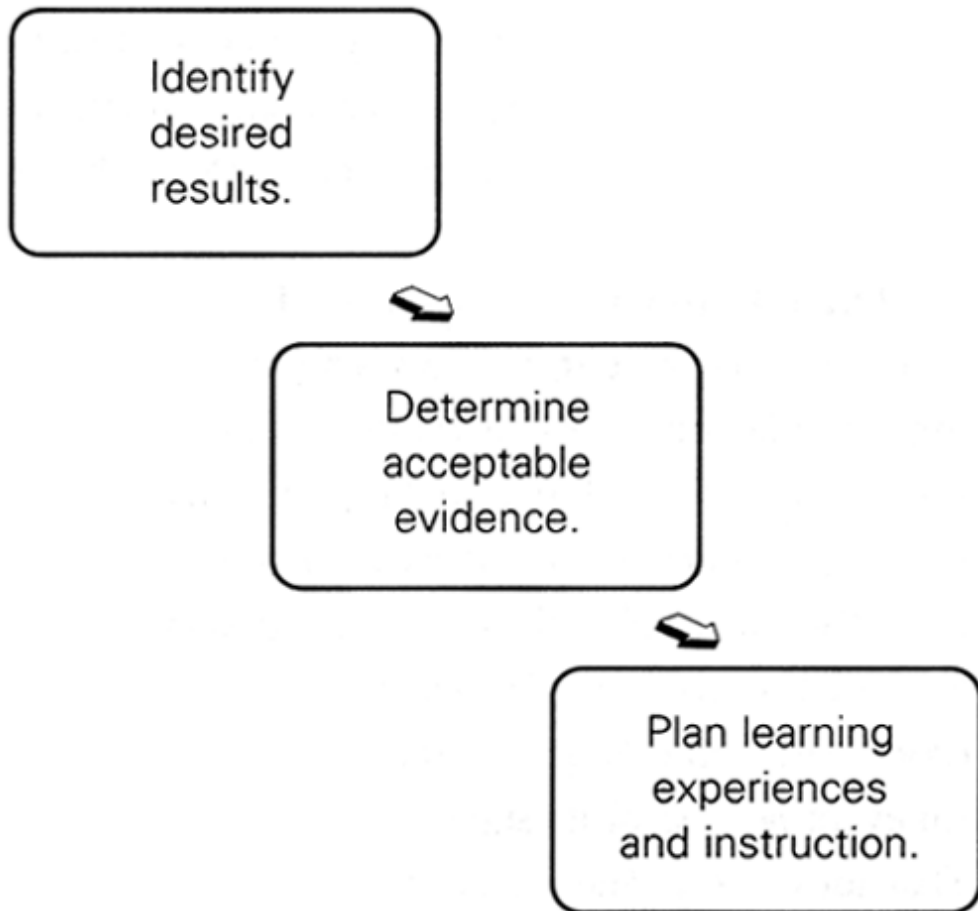 Identify
desired
results.
Determine
acceptable
evidence.
Plan learning
experiences
and instruction.